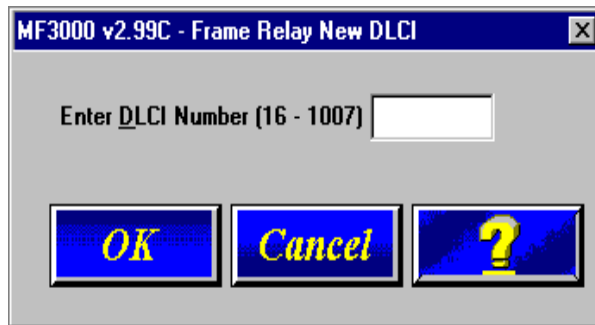 MF3000 v2.99C - Frame Relay New DLCI
Enter DLCI Number (16 - 1007)
OK Cancel ?